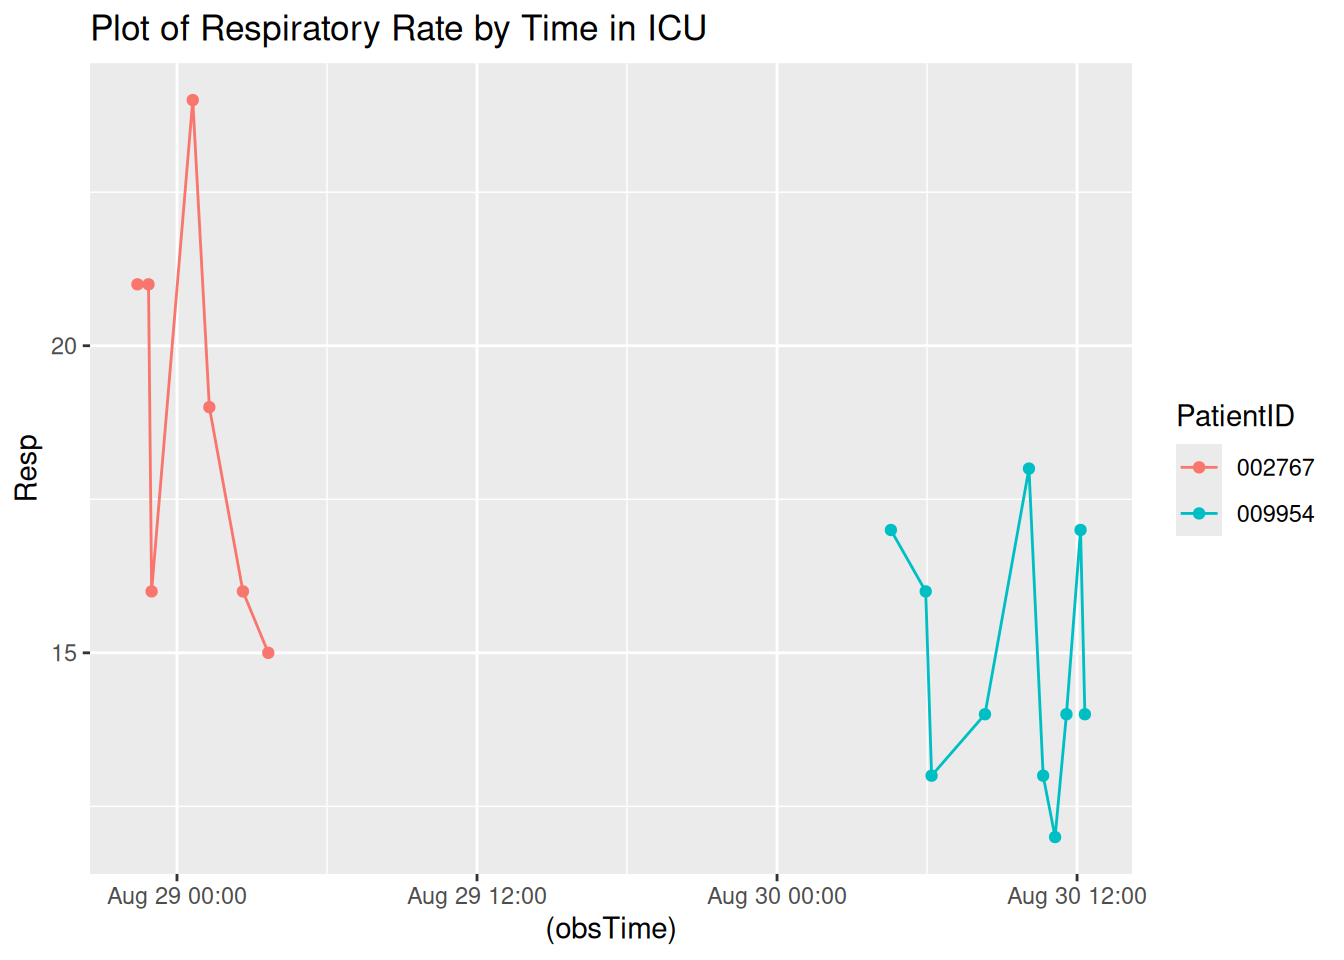 Plot of Respiratory Rate by Time in ICU
Resp
20
15
Aug 29 00:00
Aug 29 12:00
Aug 30 00:00
Aug 30 12:00
(obsTime)
PatientID
002767
009954